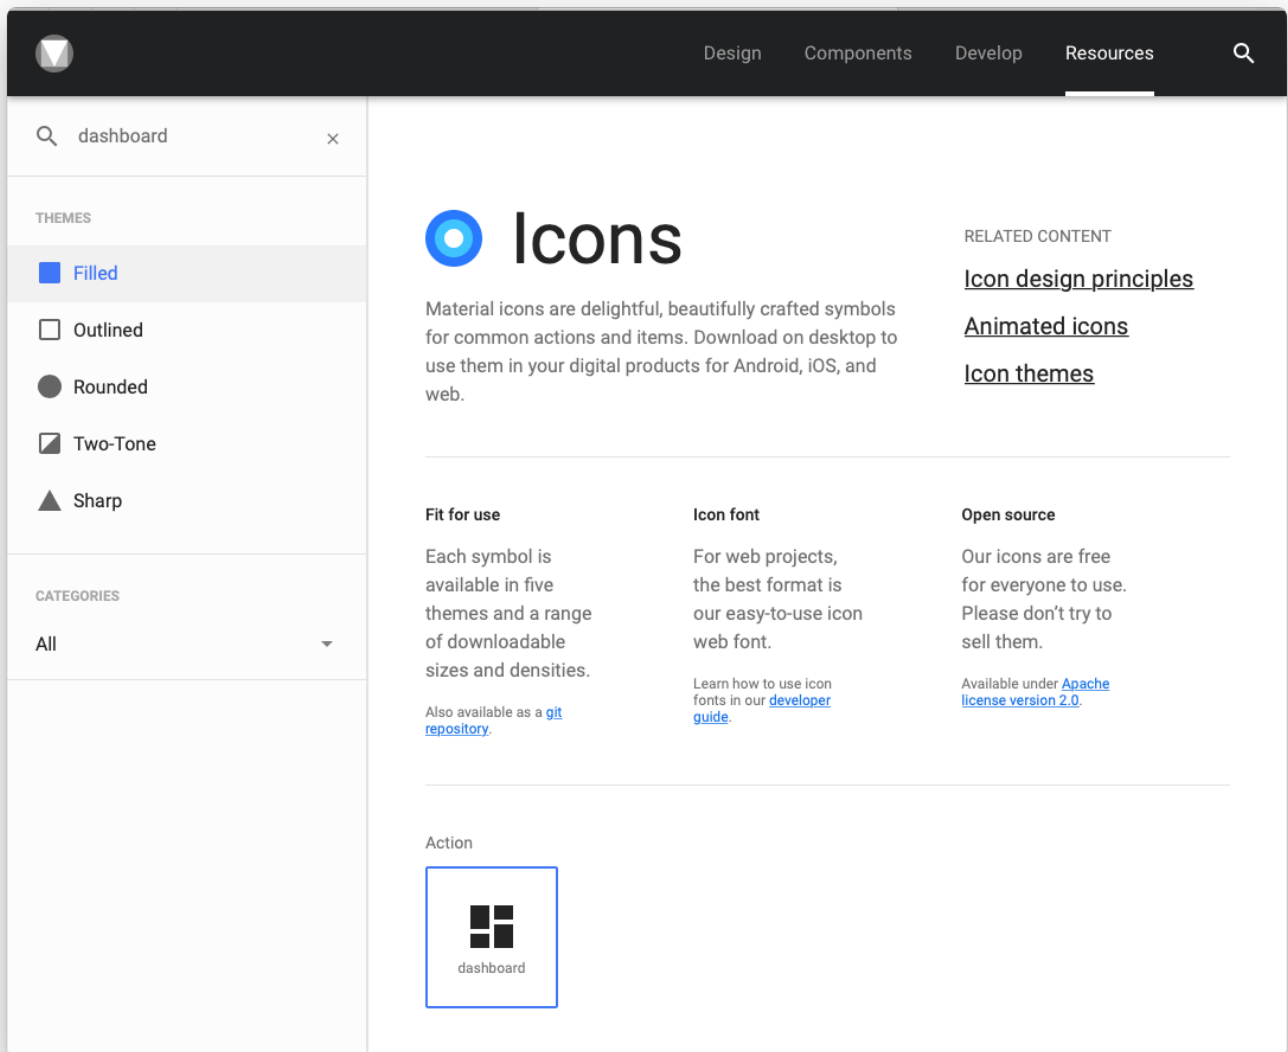 Design Components Develop Resources
dashboard
THEMES
Filled
Outlined
Rounded
Two-Tone
Sharp
CATEGORIES
All
Icons
Material icons are delightful, beautifully crafted symbols
for common actions and items. Download on desktop to
use them in your digital products for Android, iOS, and
web.
RELATED CONTENT
Icon design principles
Animated icons
Icon themes
Fit for use
Each symbol is
available in five
themes and a range
of downloadable
sizes and densities.
Also available as a git
repository.
Icon font
For web projects,
the best format is
our easy-to-use icon
web font.
Learn how to use icon
fonts in our developer
guide.
Open source
Our icons are free
for everyone to use.
Please don’t try to
sell them.
Available under Apache
license version 2.0.
Action
dashboard